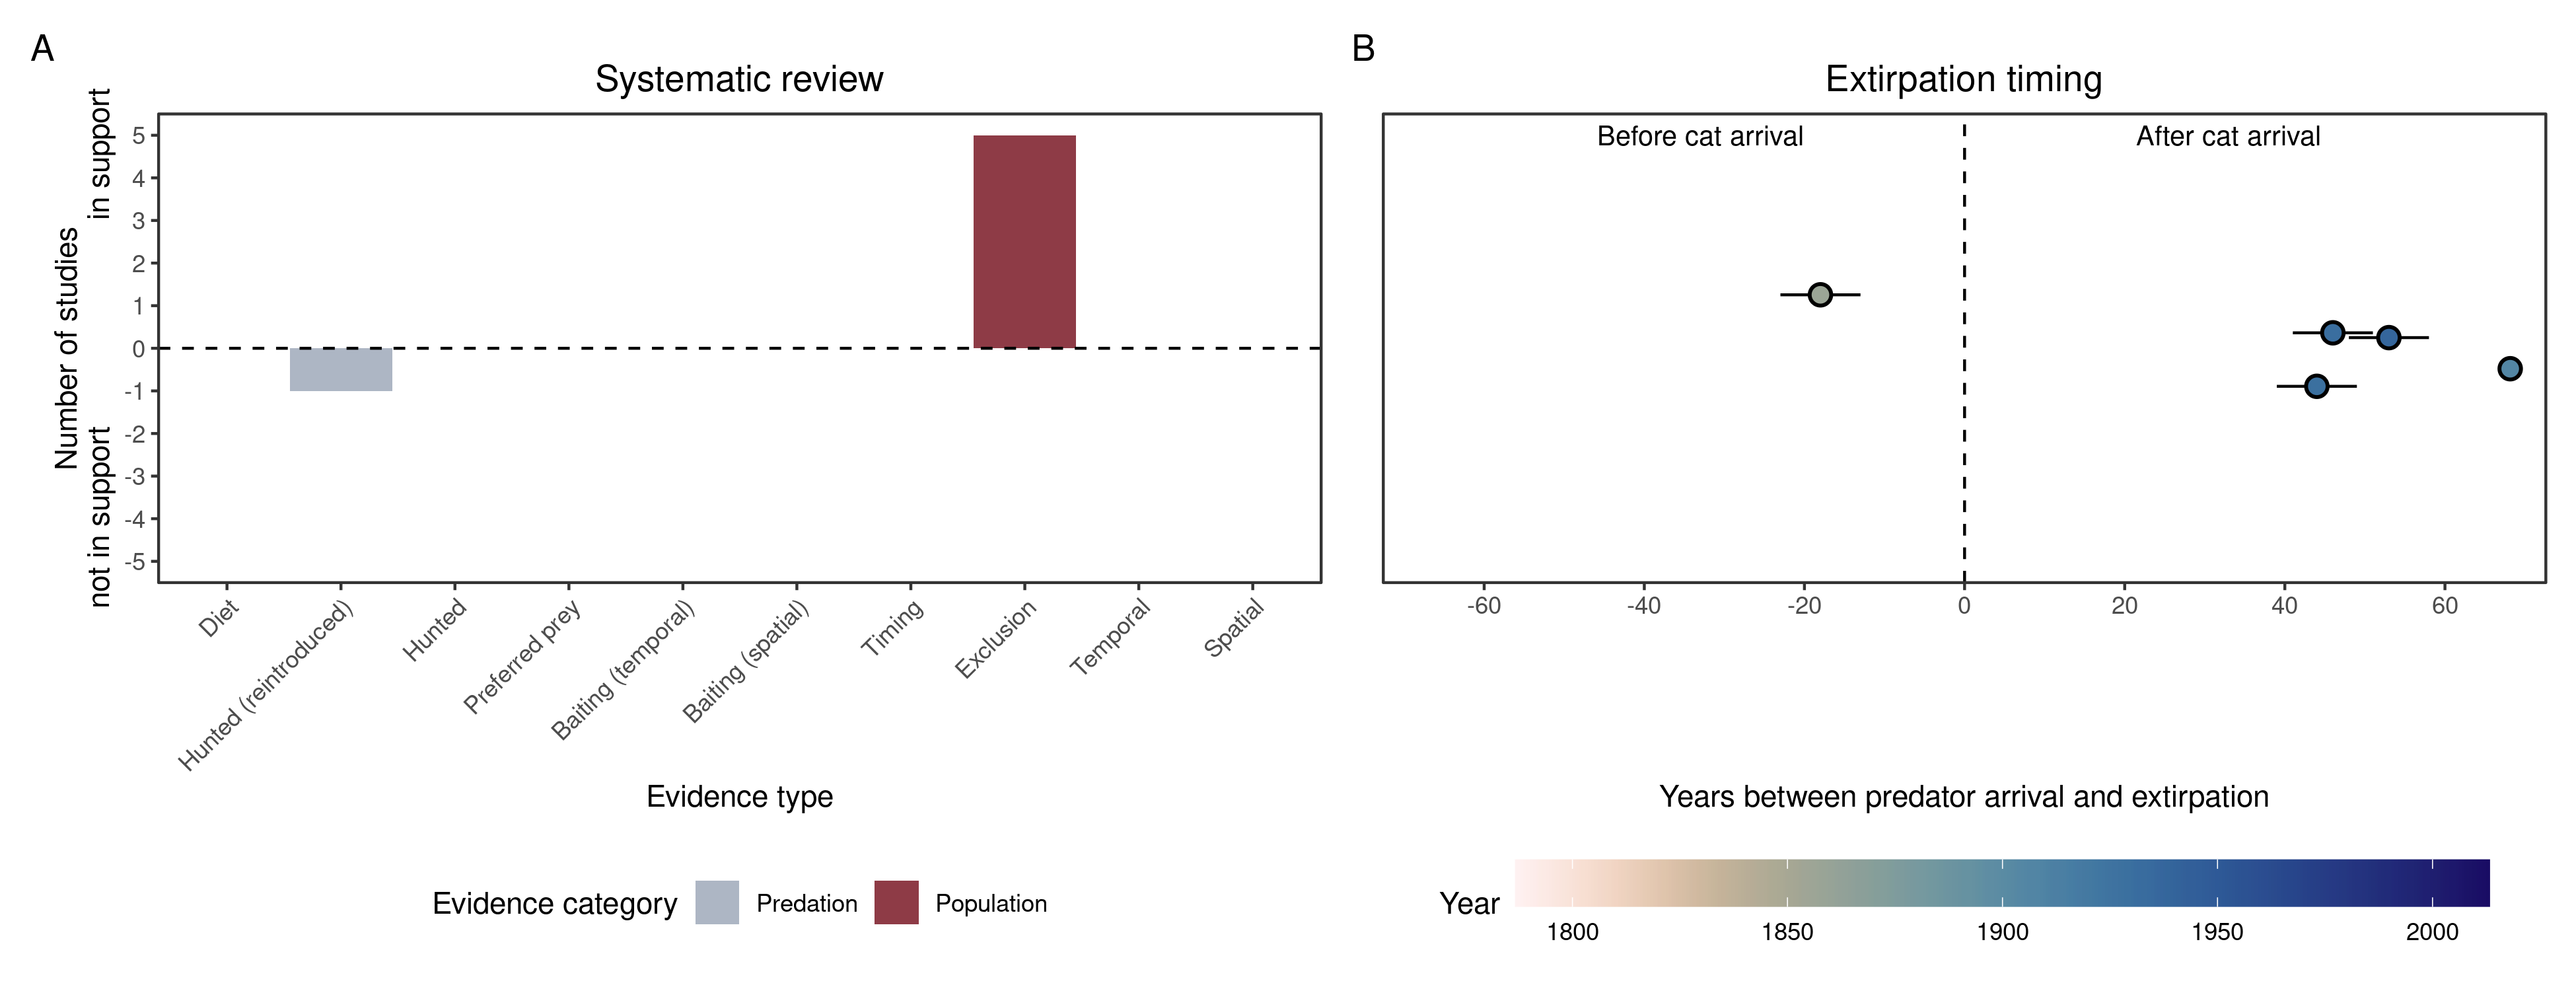 A
Systematic review
Number of studies
in support
not in support
5
4
3
2
1
0
-1
-2
-3
-4
-5
Diet
Hunted (reintroduced)
Hunted
Preferred prey
Baiting (temporal)
Baiting (spatial)
Timing
Exclusion
Temporal
Spatial
Evidence type
Evidence category Predation Population
B
Extirpation timing
Before cat arrival After cat arrival
-60 -40 -20 0 20 40 60
Years between predator arrival and extirpation
Year
1800 1850 1900 1950 2000